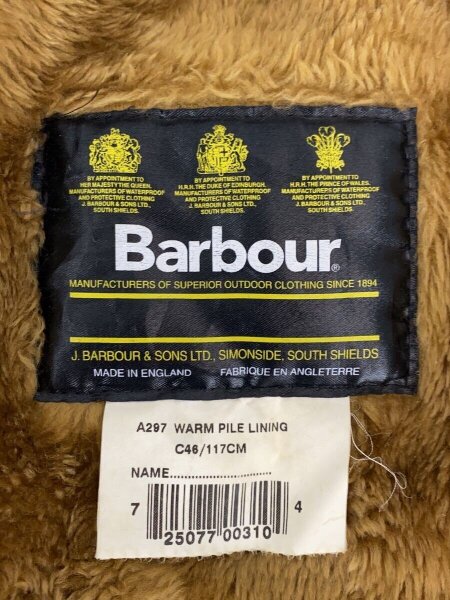 BY APPOINTMENT TO
HER MAJESTY THE QUEEN.
MANUFACTURERS OF WATERPROOF
AND PROTECTIVE CLOTHING
J. BARBOUR & SONS LTD.,
SOUTH SHIELDS.
BY APPOINTMENT TO
H.R.H. THE DUKE OF EDINBURGH.
MANUFACTURERS OF WATERPROOF
AND PROTECTIVE CLOTHING
J. BARBOUR & SONS LTD.,
SOUTH SHIELDS.
BY APPOINTMENT TO
H.R.H. THE PRINCE OF WALES.
MANUFACTURERS OF WATERPROOF
AND PROTECTIVE CLOTHING
J. BARBOUR & SONS LTD.,
SOUTH SHIELDS.
Barbour®
MANUFACTURERS OF SUPERIOR OUTDOOR CLOTHING SINCE 1894
J. BARBOUR & SONS LTD., SIMONSIDE, SOUTH SHIELDS
MADE IN ENGLAND FABRIQUE EN ANGLETERRE
A297 WARM PILE LINING
C46/117CM
NAME............................
7 25077 00310 4